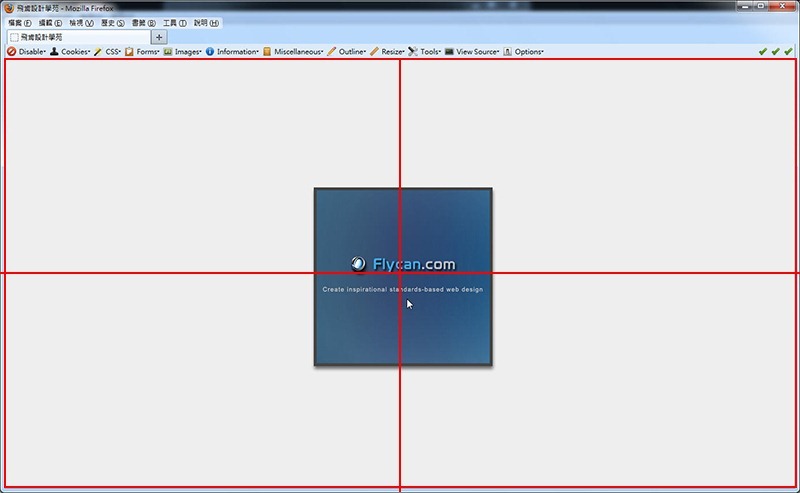 飛肯設計學苑 - Mozilla Firefox
檔案(F) 編輯(E) 檢視(V) 歷史(S) 書籤(B) 工具(T) 說明(H)
飛肯設計學苑
Disable Cookies CSS Forms Images Information Miscellaneous Outline Resize Tools View Source Options
Flycan.com
Create inspirational standards-based web design